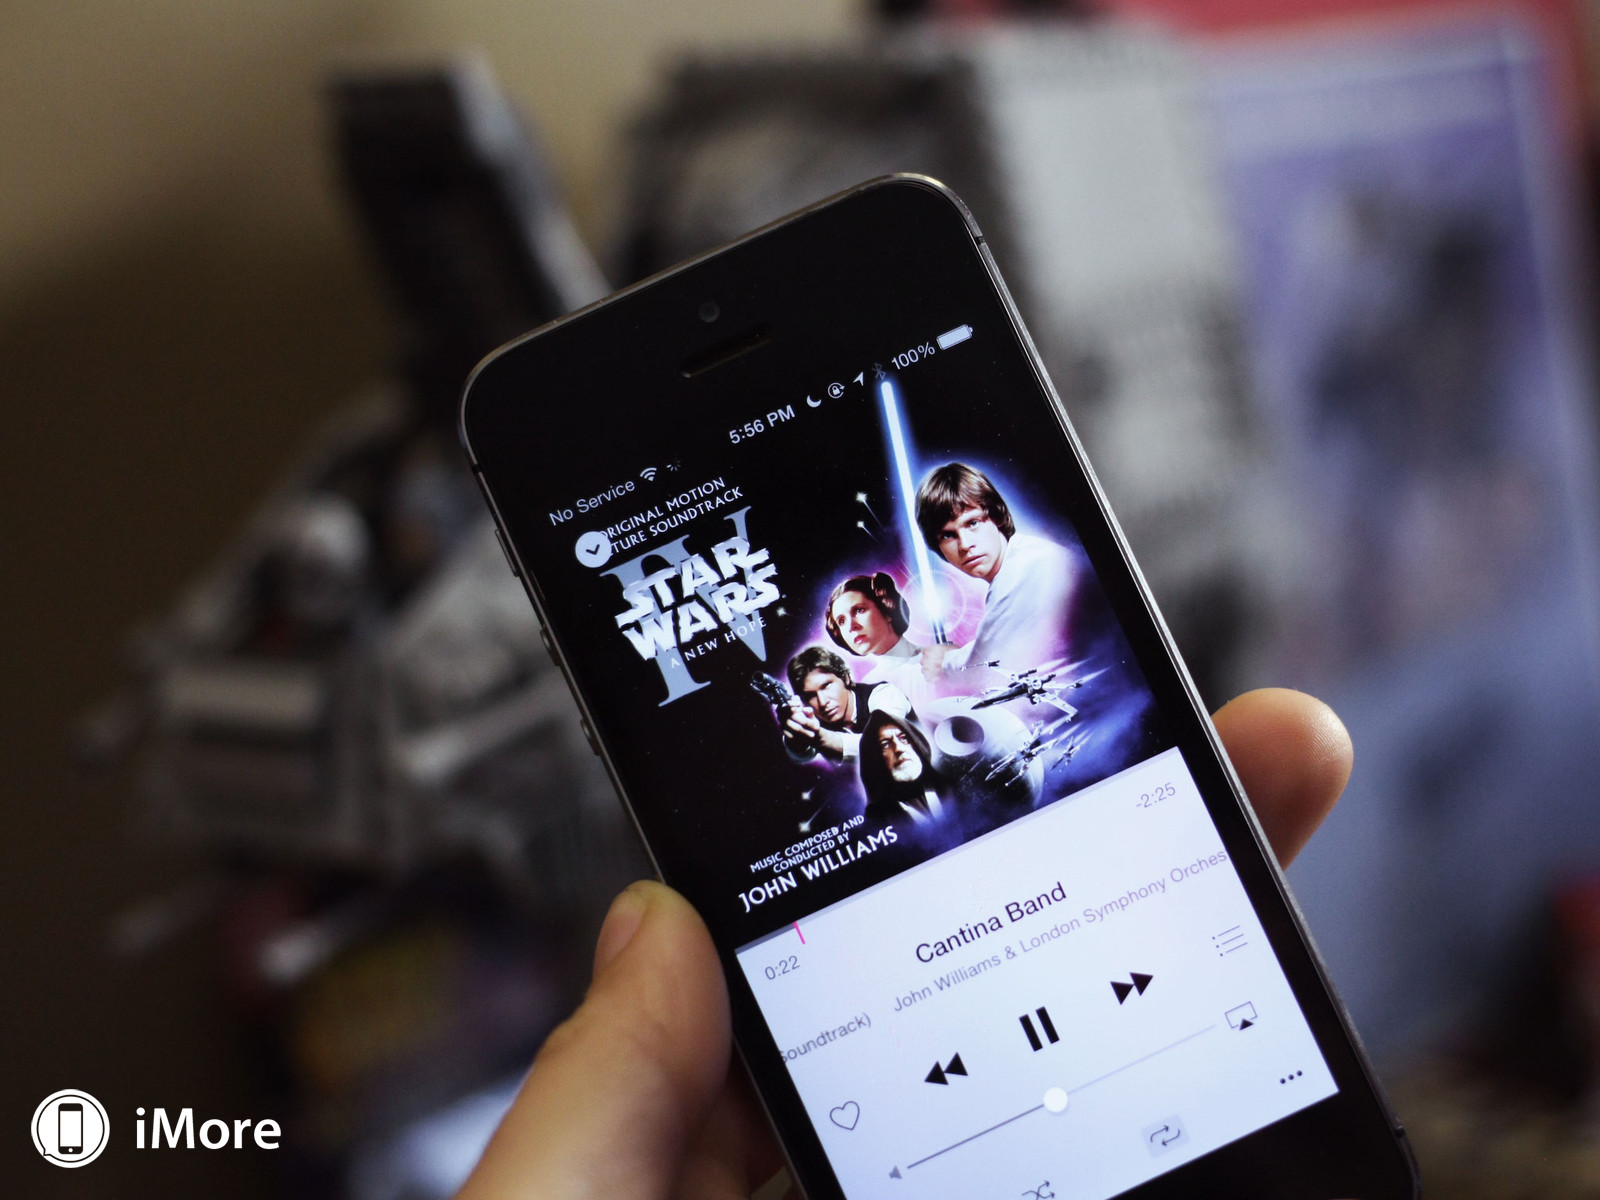 No Service 5:56 PM 100%
ORIGINAL MOTION
TURE SOUNDTRACK
IV
STAR
WARS
A NEW HOPE
MUSIC COMPOSED AND
CONDUCTED BY
JOHN WILLIAMS
0:22 -2:25
Cantina Band
John Williams & London Symphony Orches
Soundtrack)
iMore